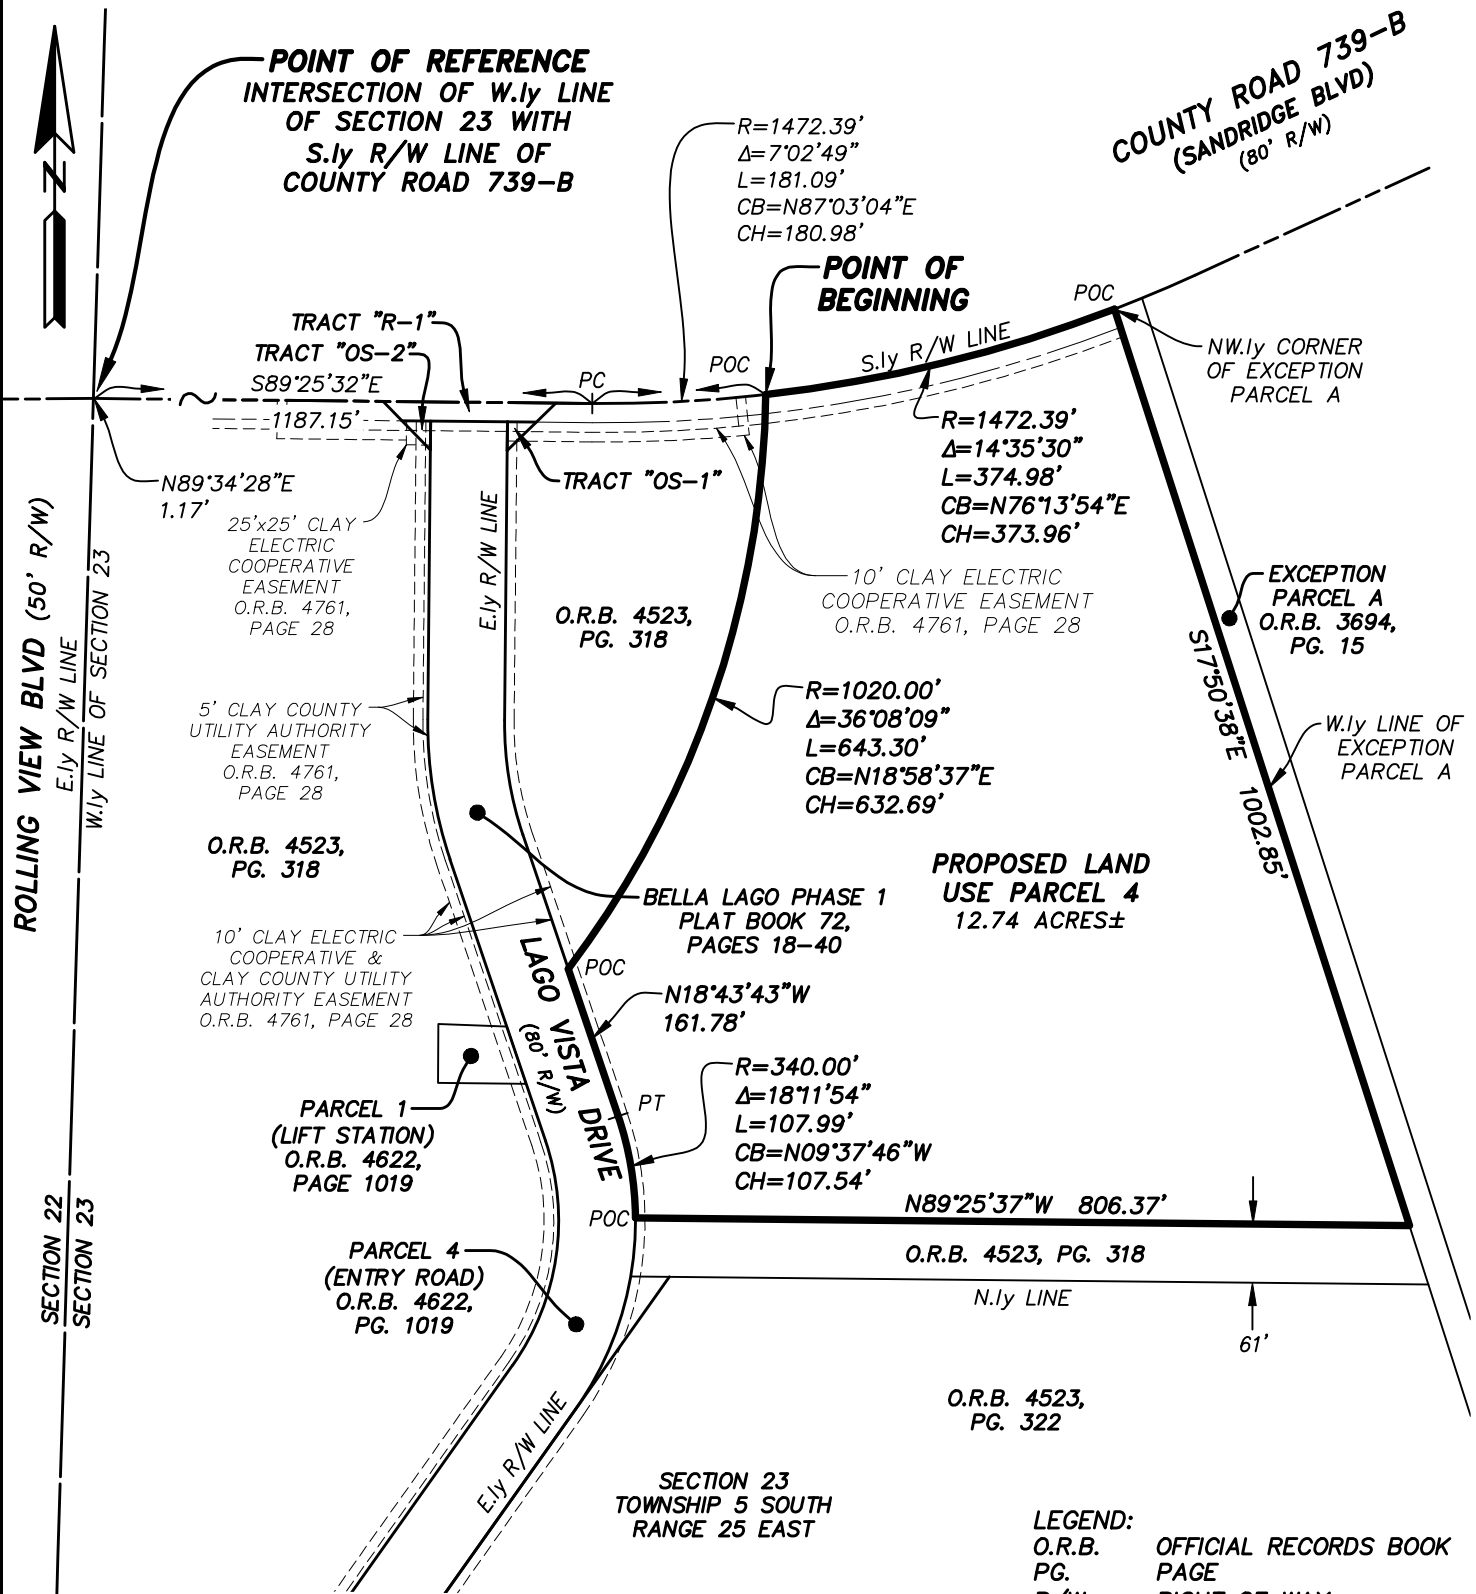 N
POINT OF REFERENCE
INTERSECTION OF W.ly LINE
OF SECTION 23 WITH
S.ly R/W LINE OF
COUNTY ROAD 739-B
R=1472.39'
Δ=7°02'49"
L=181.09'
CB=N87°03'04"E
CH=180.98'
COUNTY ROAD 739-B
(SANDRIDGE BLVD)
(80' R/W)
POINT OF
BEGINNING
POC
TRACT "R-1"
TRACT "OS-2"
S89°25'32"E
1187.15'
PC
POC
S.ly R/W LINE
NW.ly CORNER
OF EXCEPTION
PARCEL A
R=1472.39'
Δ=14°35'30"
L=374.98'
CB=N76°13'54"E
CH=373.96'
N89°34'28"E
1.17'
TRACT "OS-1"
25'x25' CLAY
ELECTRIC
COOPERATIVE
EASEMENT
O.R.B. 4761,
PAGE 28
E.ly R/W LINE
O.R.B. 4523,
PG. 318
10' CLAY ELECTRIC
COOPERATIVE EASEMENT
O.R.B. 4761, PAGE 28
EXCEPTION
PARCEL A
O.R.B. 3694,
PG. 15
ROLLING VIEW BLVD (50' R/W)
E.ly R/W LINE
W.ly LINE OF SECTION 23
R=1020.00'
Δ=36°08'09"
L=643.30'
CB=N18°58'37"E
CH=632.69'
S17°50'38"E 1002.85'
W.ly LINE OF
EXCEPTION
PARCEL A
5' CLAY COUNTY
UTILITY AUTHORITY
EASEMENT
O.R.B. 4761,
PAGE 28
O.R.B. 4523,
PG. 318
PROPOSED LAND
USE PARCEL 4
12.74 ACRES±
BELLA LAGO PHASE 1
PLAT BOOK 72,
PAGES 18-40
10' CLAY ELECTRIC
COOPERATIVE &
CLAY COUNTY UTILITY
AUTHORITY EASEMENT
O.R.B. 4761, PAGE 28
LAGO VISTA DRIVE
(80' R/W)
POC
N18°43'43"W
161.78'
R=340.00'
Δ=18°11'54"
L=107.99'
CB=N09°37'46"W
CH=107.54'
PT
PARCEL 1
(LIFT STATION)
O.R.B. 4622,
PAGE 1019
POC
N89°25'37"W 806.37'
SECTION 22
SECTION 23
PARCEL 4
(ENTRY ROAD)
O.R.B. 4622,
PG. 1019
O.R.B. 4523, PG. 318
N.ly LINE
61'
O.R.B. 4523,
PG. 322
E.ly R/W LINE
SECTION 23
TOWNSHIP 5 SOUTH
RANGE 25 EAST
LEGEND:
O.R.B. OFFICIAL RECORDS BOOK
PG. PAGE
R/W RIGHT OF WAY